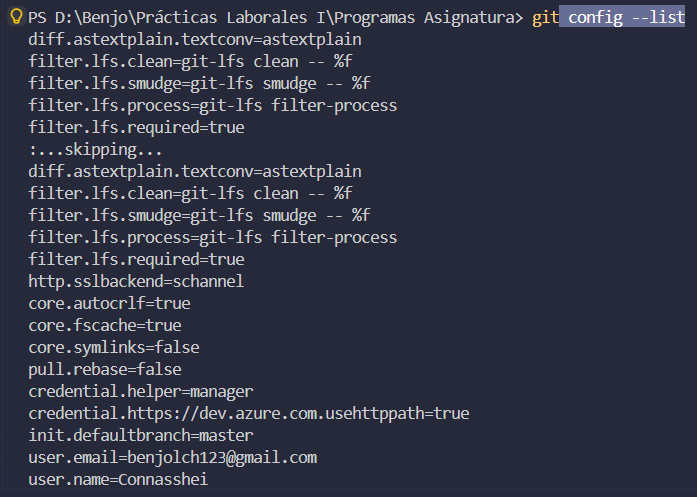 PS D:\Benjo\Prácticas Laborales I\Programas Asignatura> git config --list
diff.astextplain.textconv=astextplain
filter.lfs.clean=git-lfs clean -- %f
filter.lfs.smudge=git-lfs smudge -- %f
filter.lfs.process=git-lfs filter-process
filter.lfs.required=true
:...skipping...
diff.astextplain.textconv=astextplain
filter.lfs.clean=git-lfs clean -- %f
filter.lfs.smudge=git-lfs smudge -- %f
filter.lfs.process=git-lfs filter-process
filter.lfs.required=true
http.sslbackend=schannel
core.autocrlf=true
core.fscache=true
core.symlinks=false
pull.rebase=false
credential.helper=manager
credential.https://dev.azure.com.usehttppath=true
init.defaultbranch=master
user.email=benjolch123@gmail.com
user.name=Connasshei